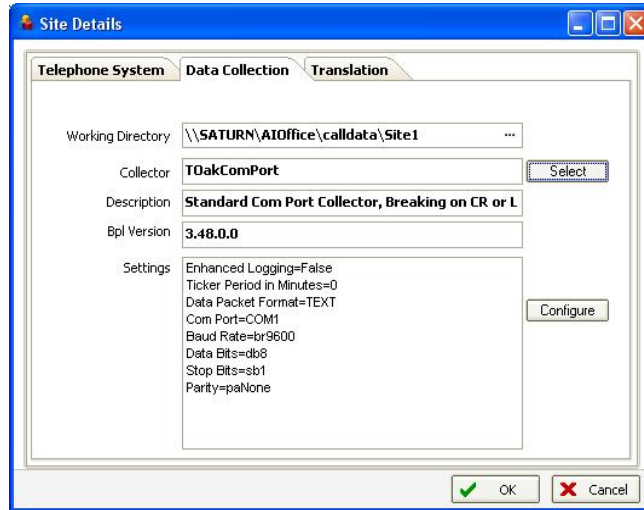 Site Details
Telephone System Data Collection Translation
Working Directory \\SATURN\AIOffice\calldata\Site1 ...
Collector TOakComPort Select
Description Standard Com Port Collector, Breaking on CR or L
Bpl Version 3.48.0.0
Settings Enhanced Logging=False
Ticker Period in Minutes=0
Data Packet Format=TEXT
Com Port=COM1
Configure
Baud Rate=br9600
Data Bits=db8
Stop Bits=sb1
Parity=paNone
OK Cancel